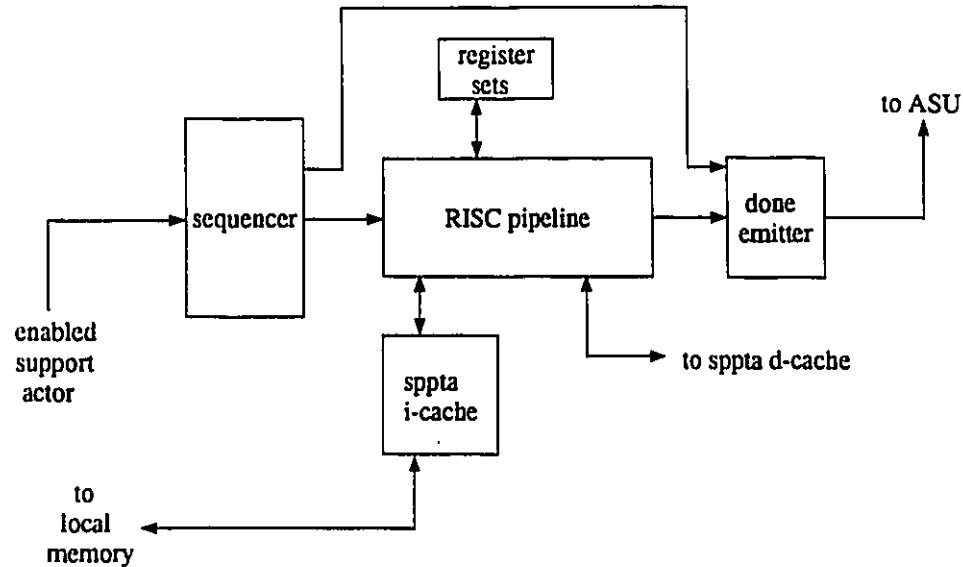 register
sets
to ASU
sequencer
RISC pipeline
done
emitter
enabled
support
actor
sppta
i-cache
to sppta d-cache
to
local
memory